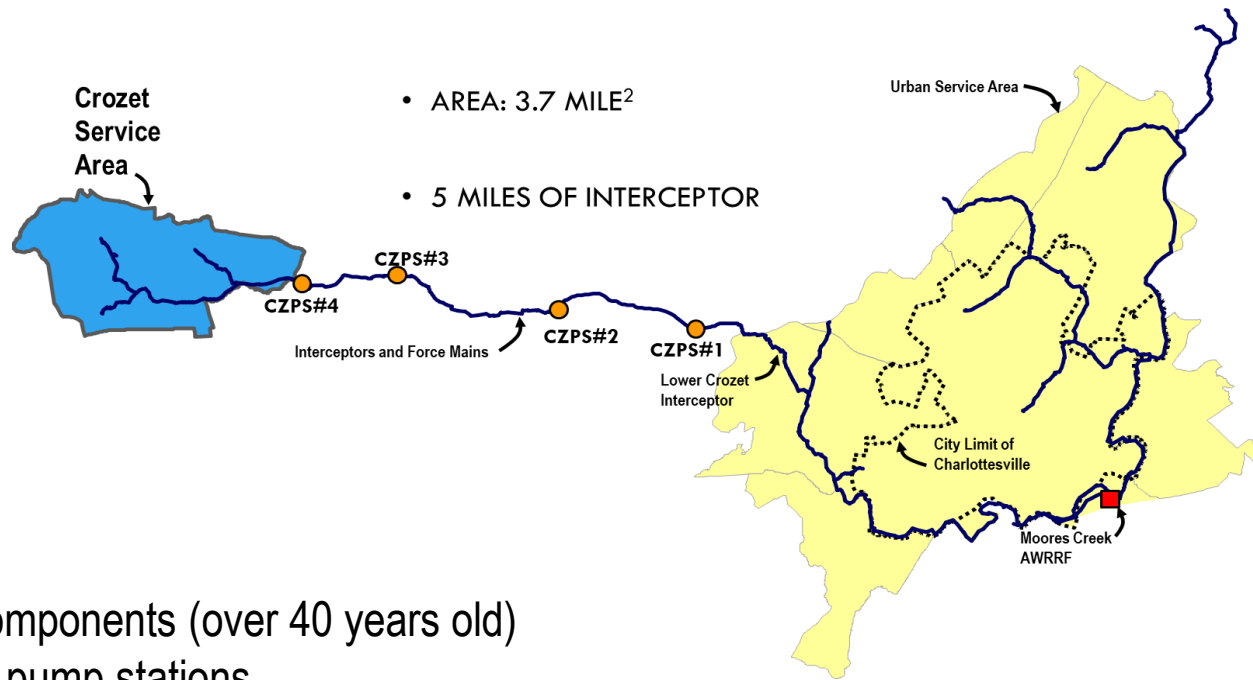 Crozet
Service
Area
• AREA: 3.7 MILE²
• 5 MILES OF INTERCEPTOR
Urban Service Area
CZPS#3
CZPS#4
CZPS#2
CZPS#1
Interceptors and Force Mains
Lower Crozet
Interceptor
City Limit of
Charlottesville
Moores Creek
AWRRF
(over 40 years old)
pump stations